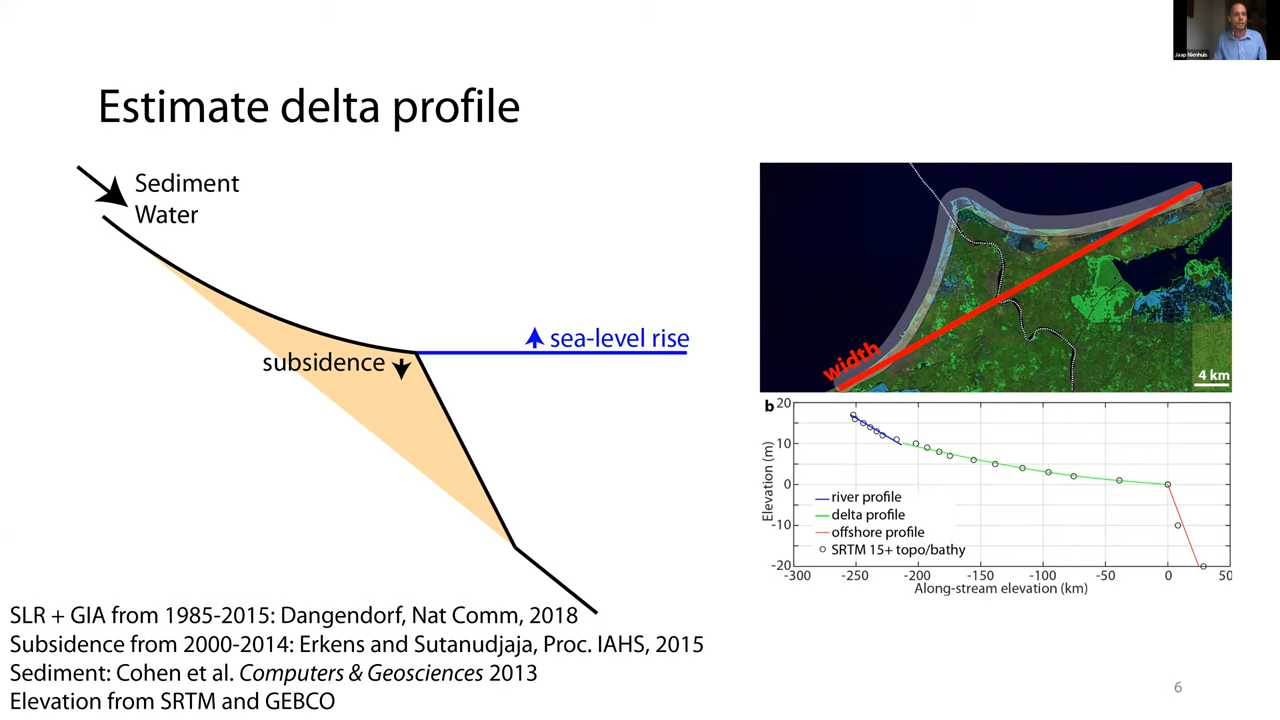 Jaap Nienhuis
Estimate delta profile
Sediment
Water
sea-level rise
subsidence
width
4 km
b
20
10
0
-10
-20
Elevation (m)
river profile
delta profile
offshore profile
SRTM 15+ topo/bathy
-300 -250 -200 -150 -100 -50 0 50
Along-stream elevation (km)
SLR + GIA from 1985-2015: Dangendorf, Nat Comm, 2018
Subsidence from 2000-2014: Erkens and Sutanudjaja, Proc. IAHS, 2015
Sediment: Cohen et al. Computers & Geosciences 2013
Elevation from SRTM and GEBCO
6